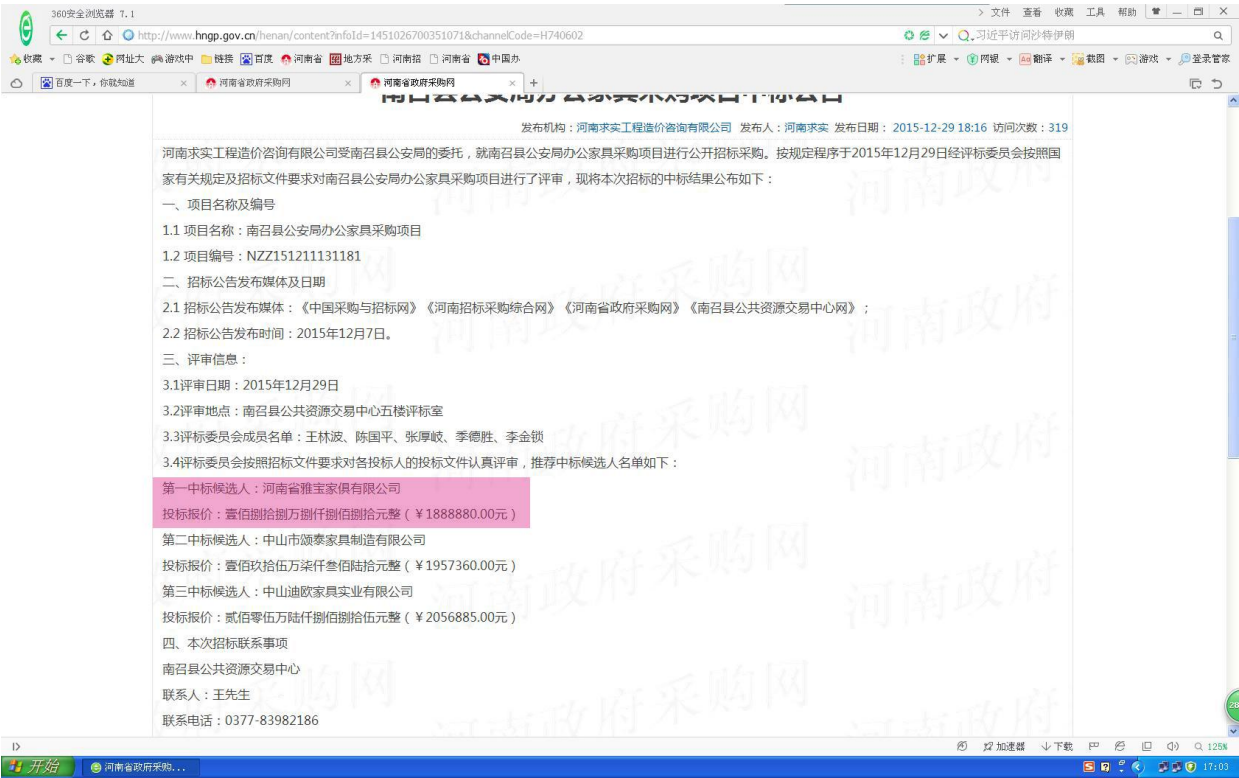 360安全浏览器 7.1
文件 查看 收藏 工具 帮助
http://www.hngp.gov.cn/henan/content?infoId=1451026700351071&channelCode=H740602
习近平访问沙特伊朗
收藏 谷歌 网址大 游戏中 链接 百度 河南省 地方采 河南招 河南省 中国办
扩展 网银 翻译 截图 游戏 登录管家
百度一下，你就知道 河南省政府采购网 河南省政府采购网
南召县公安局办公家具采购项目中标公告
发布机构：河南求实工程造价咨询有限公司 发布人：河南求实 发布日期： 2015-12-29 18:16 访问次数：319
河南求实工程造价咨询有限公司受南召县公安局的委托，就南召县公安局办公家具采购项目进行公开招标采购。按规定程序于2015年12月29日经评标委员会按照国
家有关规定及招标文件要求对南召县公安局办公家具采购项目进行了评审，现将本次招标的中标结果公布如下：
一、项目名称及编号
1.1 项目名称：南召县公安局办公家具采购项目
1.2 项目编号：NZZ151211131181
二、招标公告发布媒体及日期
2.1 招标公告发布媒体：《中国采购与招标网》《河南招标采购综合网》《河南省政府采购网》《南召县公共资源交易中心网》；
2.2 招标公告发布时间：2015年12月7日。
三、评审信息：
3.1评审日期：2015年12月29日
3.2评审地点：南召县公共资源交易中心五楼评标室
3.3评标委员会成员名单：王林波、陈国平、张厚岐、季德胜、李金锁
3.4评标委员会按照招标文件要求对各投标人的投标文件认真评审，推荐中标候选人名单如下：
第一中标候选人：河南省雅宝家俱有限公司
投标报价：壹佰捌拾捌万捌仟捌佰捌拾元整（￥1888880.00元）
第二中标候选人：中山市颂泰家具制造有限公司
投标报价：壹佰玖拾伍万柒仟叁佰陆拾元整（￥1957360.00元）
第三中标候选人：中山迪欧家具实业有限公司
投标报价：贰佰零伍万陆仟捌佰捌拾伍元整（￥2056885.00元）
四、本次招标联系事项
南召县公共资源交易中心
联系人：王先生
联系电话：0377-83982186
28
加速器 下载 125%
开始 河南省政府采购... 17:03